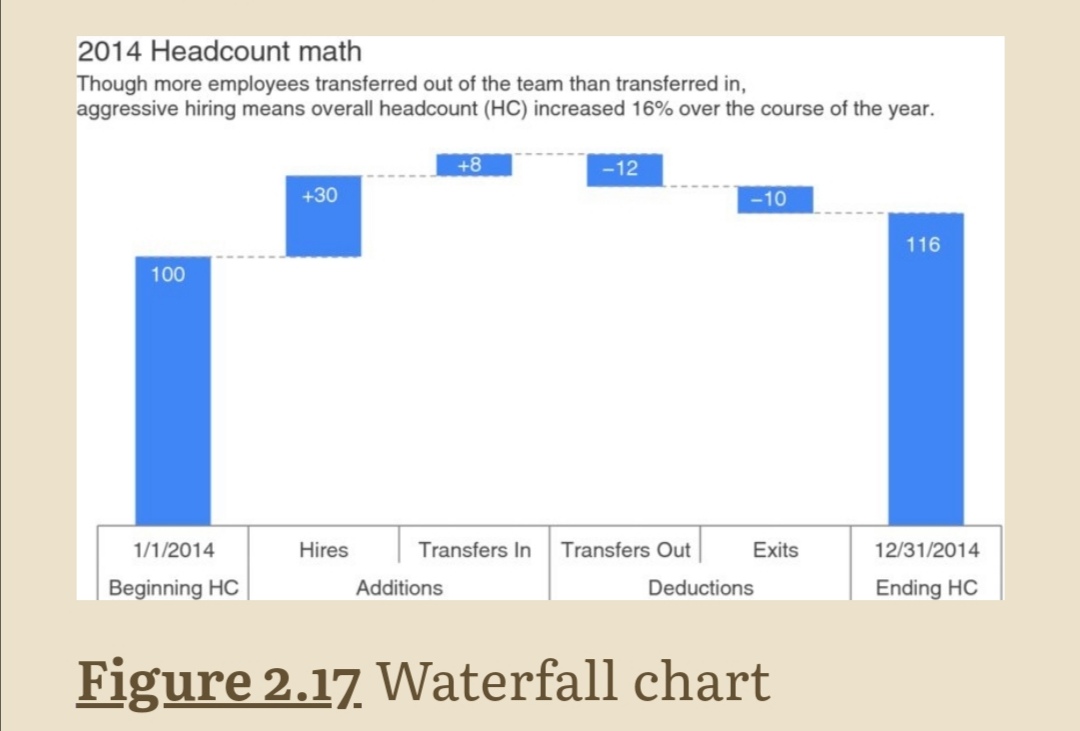 2014 Headcount math
Though more employees transferred out of the team than transferred in,
aggressive hiring means overall headcount (HC) increased 16% over the course of the year.
+8
−12
+30
−10
116
100
1/1/2014 Hires Transfers In Transfers Out Exits 12/31/2014
Beginning HC Additions Deductions Ending HC
Figure 2.17 Waterfall chart